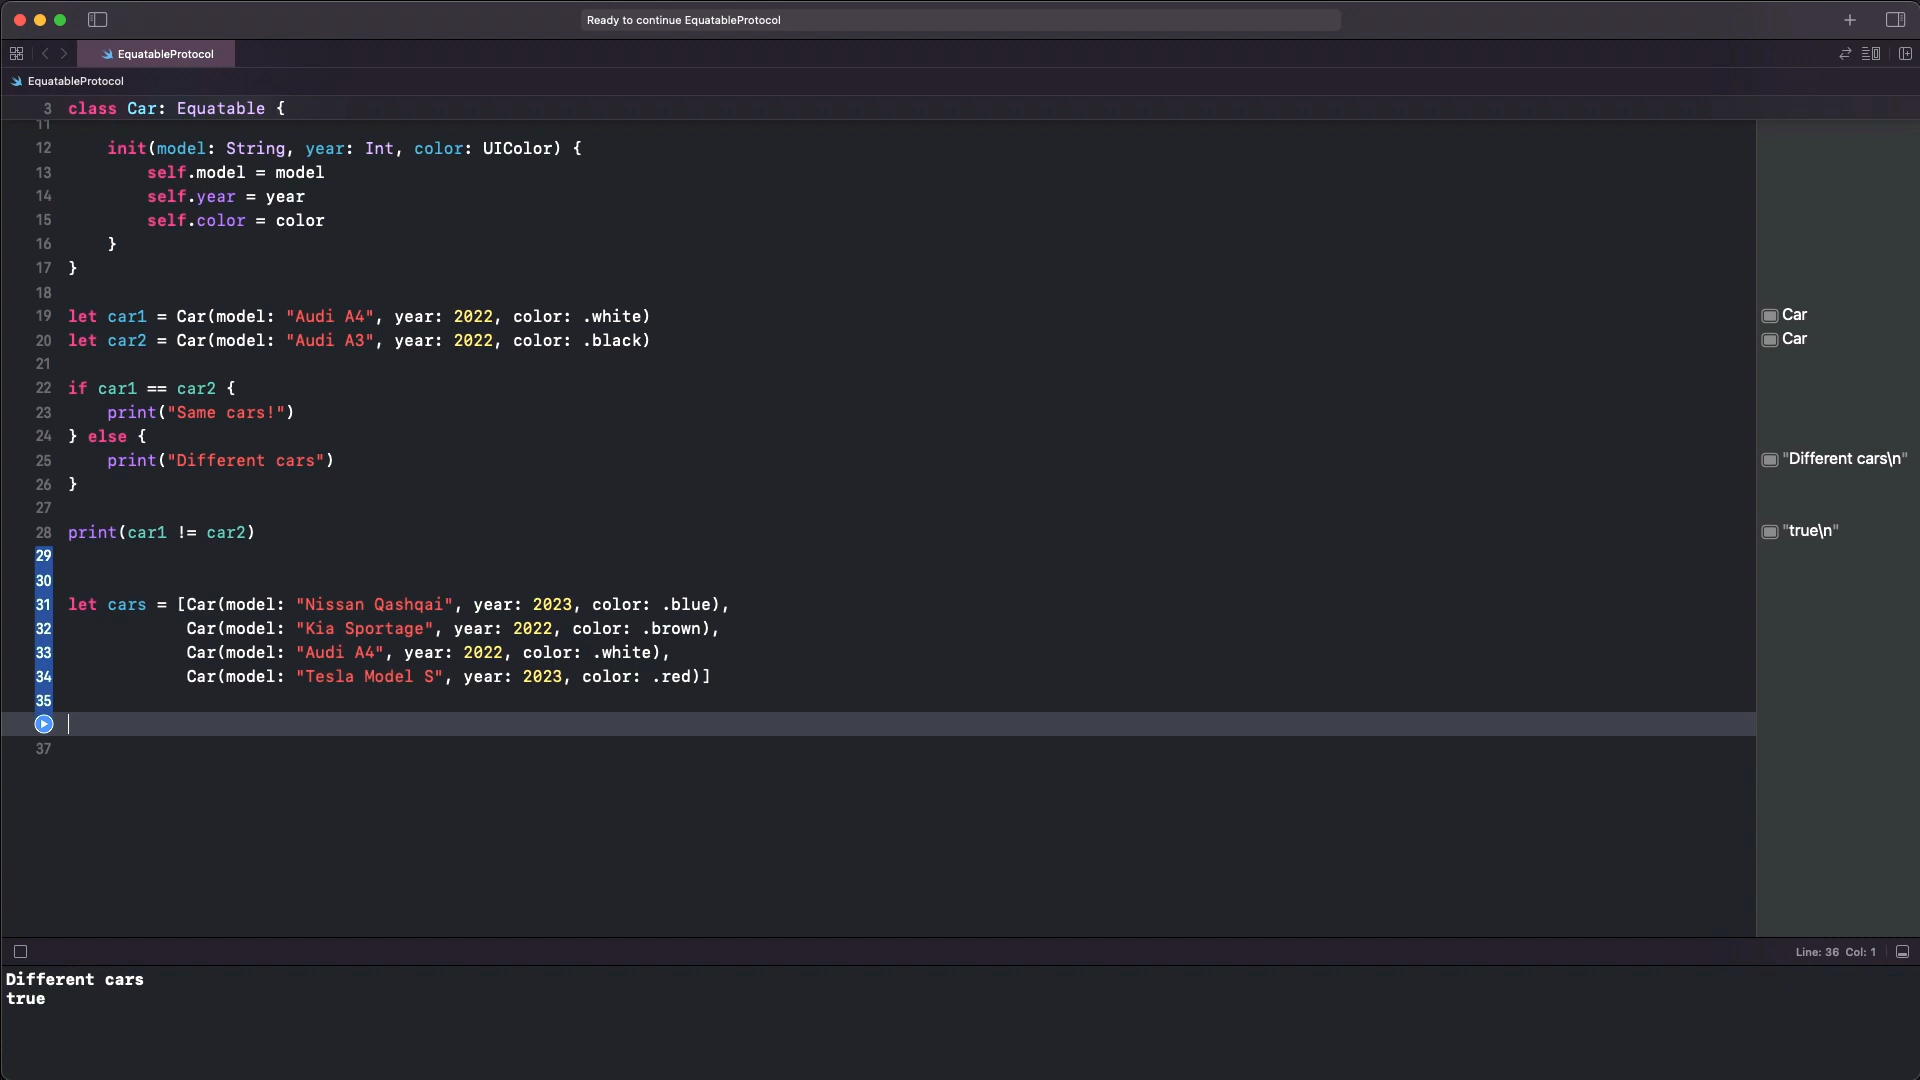 Ready to continue EquatableProtocol
EquatableProtocol
EquatableProtocol
3 class Car: Equatable {
11
12 init(model: String, year: Int, color: UIColor) {
13 self.model = model
14 self.year = year
15 self.color = color
16 }
17 }
18
19 let car1 = Car(model: "Audi A4", year: 2022, color: .white) Car
20 let car2 = Car(model: "Audi A3", year: 2022, color: .black) Car
21
22 if car1 == car2 {
23 print("Same cars!")
24 } else {
25 print("Different cars") "Different cars\n"
26 }
27
28 print(car1 != car2) "true\n"
29
30
31 let cars = [Car(model: "Nissan Qashqai", year: 2023, color: .blue),
32 Car(model: "Kia Sportage", year: 2022, color: .brown),
33 Car(model: "Audi A4", year: 2022, color: .white),
34 Car(model: "Tesla Model S", year: 2023, color: .red)]
35
37
Line: 36 Col: 1
Different cars
true